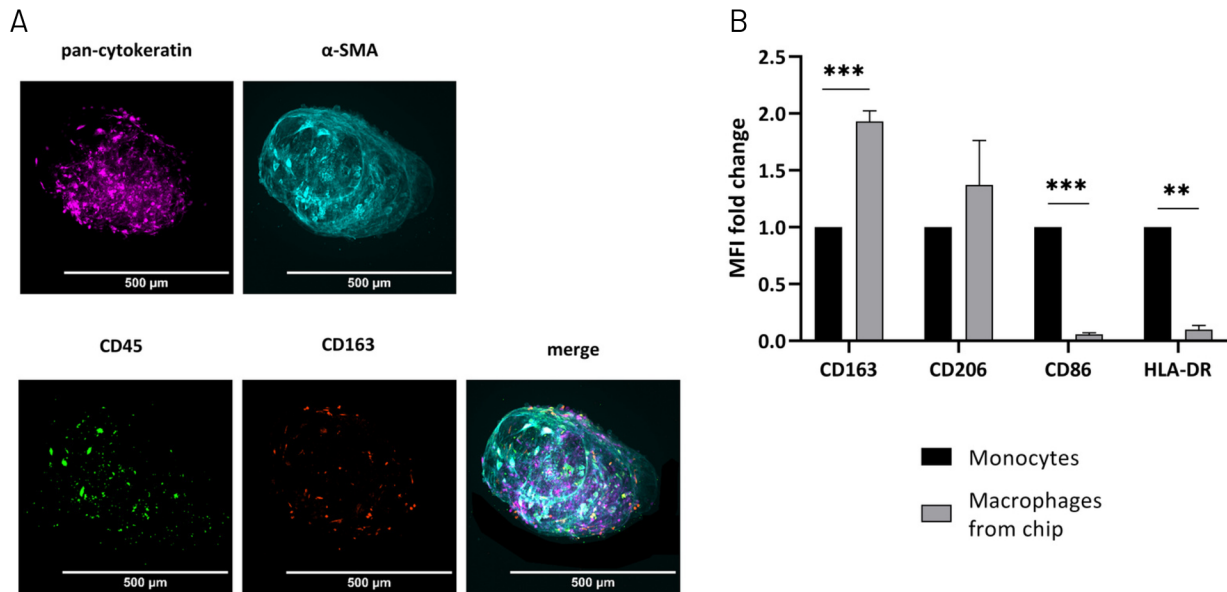 A
pan-cytokeratin
α-SMA
500 µm
500 µm
CD45
CD163
merge
500 µm
500 µm
500 µm
B
MFI fold change
2.5
2.0
1.5
1.0
0.5
0.0
***
***
**
CD163
CD206
CD86
HLA-DR
Monocytes
Macrophages
from chip